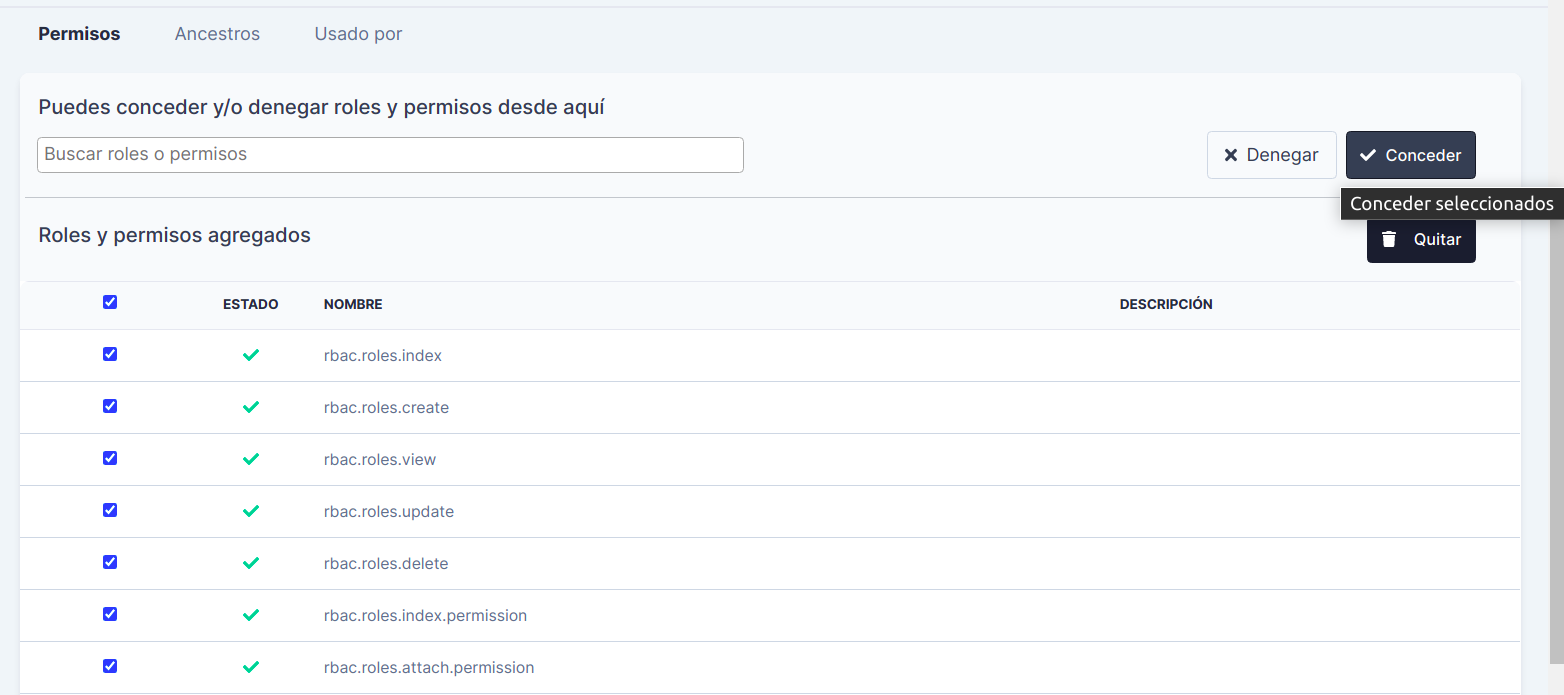 Permisos Ancestros Usado por
Puedes conceder y/o denegar roles y permisos desde aquí
Buscar roles o permisos
Denegar
Conceder
Conceder seleccionados
Roles y permisos agregados
Quitar
ESTADO NOMBRE DESCRIPCIÓN
rbac.roles.index
rbac.roles.create
rbac.roles.view
rbac.roles.update
rbac.roles.delete
rbac.roles.index.permission
rbac.roles.attach.permission